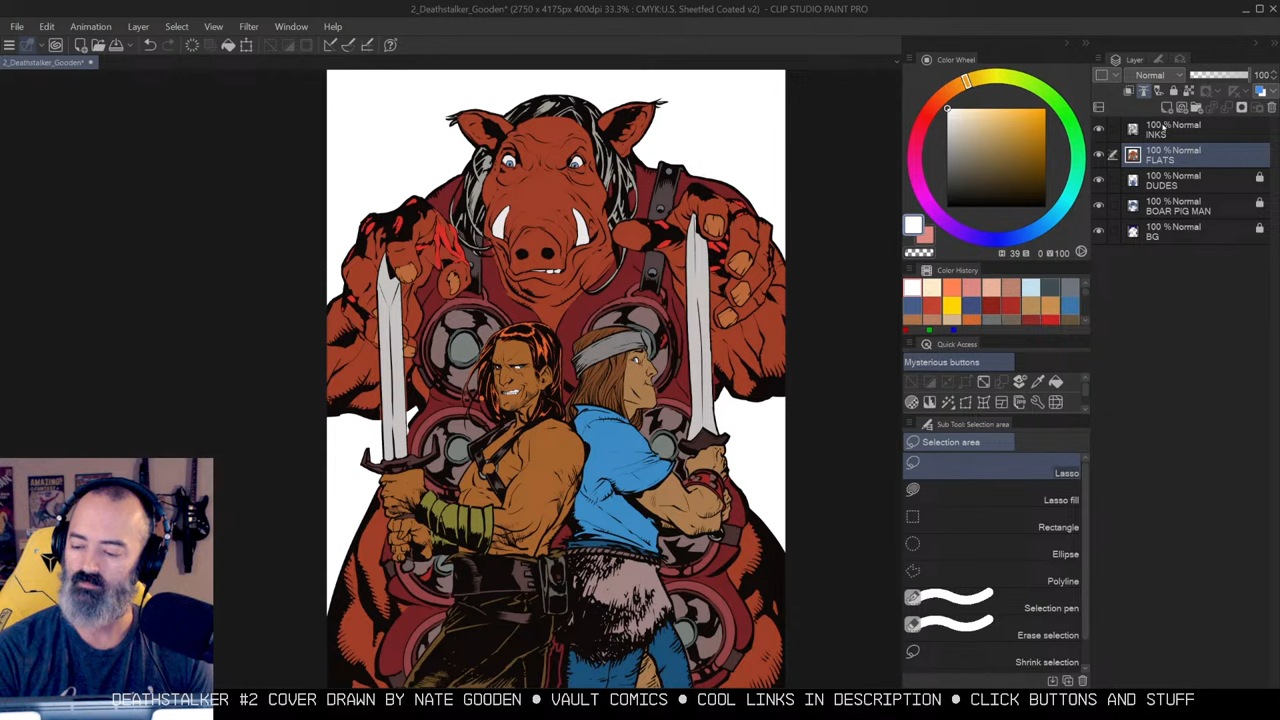 2_Deathstalker_Gooden* (2750 x 4175px 400dpi 33.3% : CMYK:U.S. Sheetfed Coated v2) - CLIP STUDIO PAINT PRO
File Edit Animation Layer Select View Filter Window Help
2_Deathstalker_Gooden*
Color Wheel
H 39 S 0 V 100
Color History
Quick Access
Mysterious buttons
Sub Tool: Selection area
Selection area
Lasso
Lasso fill
Rectangle
Ellipse
Polyline
Selection pen
Erase selection
Shrink selection
Layer
Normal 100
100 % Normal
INKS
100 % Normal
FLATS
100 % Normal
DUDES
100 % Normal
BOAR PiG MAN
100 % Normal
BG
AMAZING
DEATHSTALKER #2 COVER DRAWN BY NATE GOODEN ● VAULT COMICS ● COOL LINKS IN DESCRIPTION ● CLICK BUTTONS AND STUFF